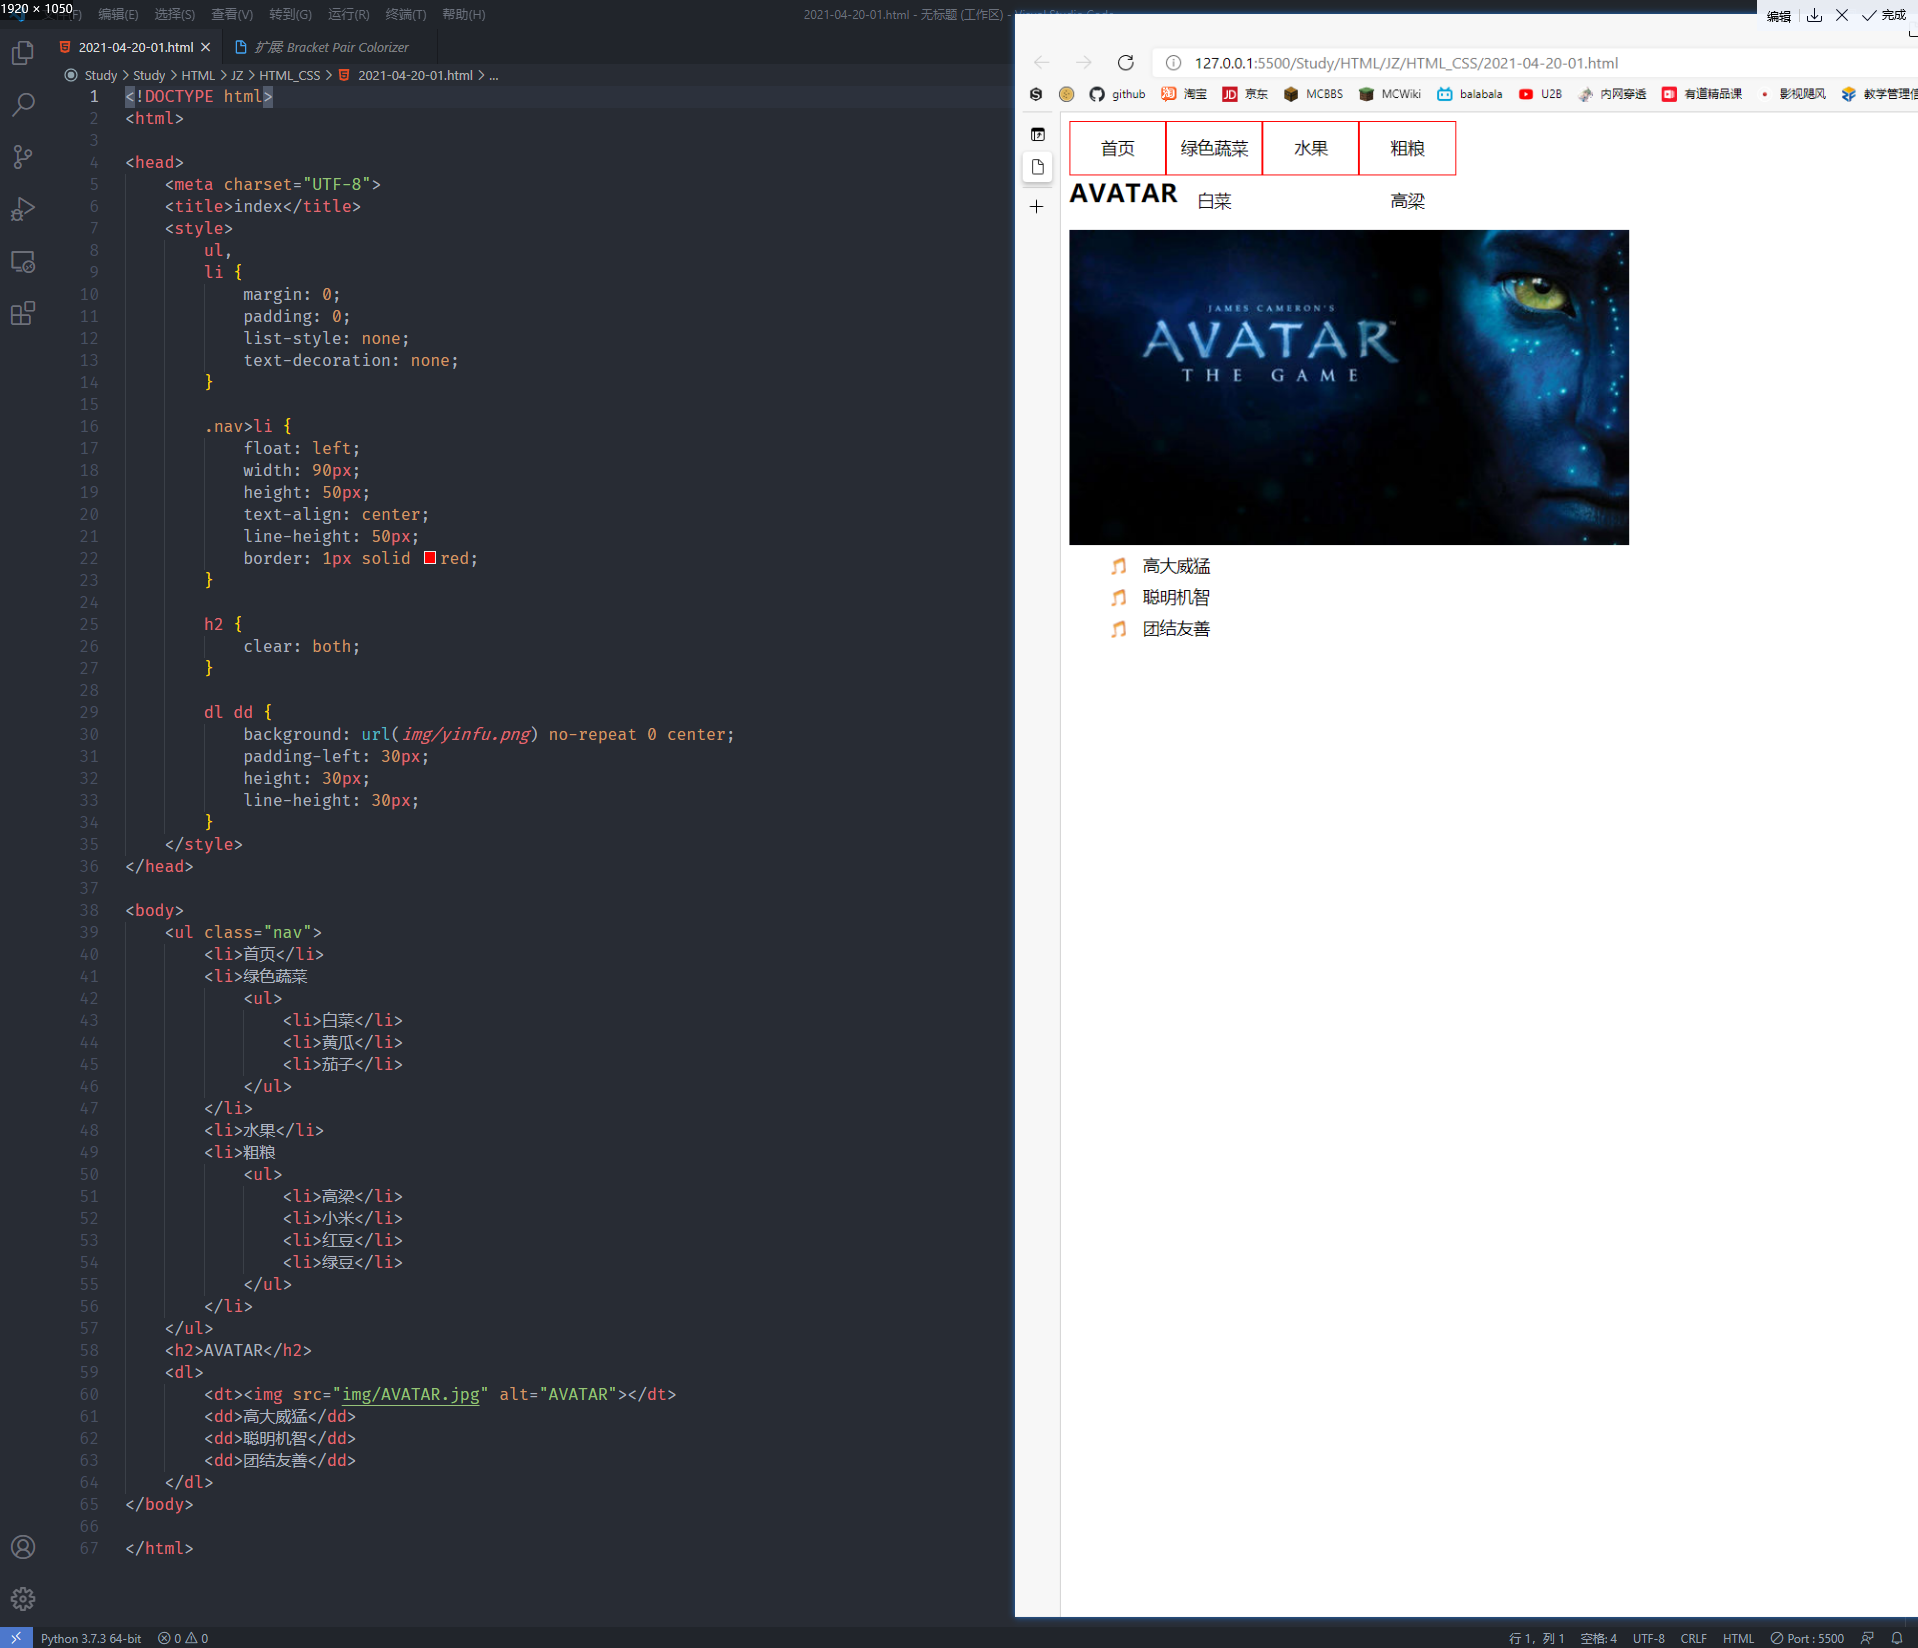 1920 × 1050
编辑(E) 选择(S) 查看(V) 转到(G) 运行(R) 终端(T) 帮助(H)
2021-04-20-01.html - 无标题 (工作区) - Visual Studio Code
编辑 完成
2021-04-20-01.html
扩展 Bracket Pair Colorizer
Study > Study > HTML > JZ > HTML_CSS > 2021-04-20-01.html > ...
1 <!DOCTYPE html>
2 <html>
3
4 <head>
5 <meta charset="UTF-8">
6 <title>index</title>
7 <style>
8 ul,
9 li {
10 margin: 0;
11 padding: 0;
12 list-style: none;
13 text-decoration: none;
14 }
15
16 .nav>li {
17 float: left;
18 width: 90px;
19 height: 50px;
20 text-align: center;
21 line-height: 50px;
22 border: 1px solid red;
23 }
24
25 h2 {
26 clear: both;
27 }
28
29 dl dd {
30 background: url(img/yinfu.png) no-repeat 0 center;
31 padding-left: 30px;
32 height: 30px;
33 line-height: 30px;
34 }
35 </style>
36 </head>
37
38 <body>
39 <ul class="nav">
40 <li>首页</li>
41 <li>绿色蔬菜
42 <ul>
43 <li>白菜</li>
44 <li>黄瓜</li>
45 <li>茄子</li>
46 </ul>
47 </li>
48 <li>水果</li>
49 <li>粗粮
50 <ul>
51 <li>高梁</li>
52 <li>小米</li>
53 <li>红豆</li>
54 <li>绿豆</li>
55 </ul>
56 </li>
57 </ul>
58 <h2>AVATAR</h2>
59 <dl>
60 <dt><img src="img/AVATAR.jpg" alt="AVATAR"></dt>
61 <dd>高大威猛</dd>
62 <dd>聪明机智</dd>
63 <dd>团结友善</dd>
64 </dl>
65 </body>
66
67 </html>
127.0.0.1:5500/Study/HTML/JZ/HTML_CSS/2021-04-20-01.html
github 淘宝 京东 MCBBS MCWiki balabala U2B 内网穿透 有道精品课 影视飓风 教学管理信
首页 绿色蔬菜 水果 粗粮
AVATAR 白菜 高梁
JAMES CAMERON'S
AVATAR™
THE GAME
高大威猛
聪明机智
团结友善
Python 3.7.3 64-bit 0 0 行 1, 列 1 空格: 4 UTF-8 CRLF HTML Port : 5500